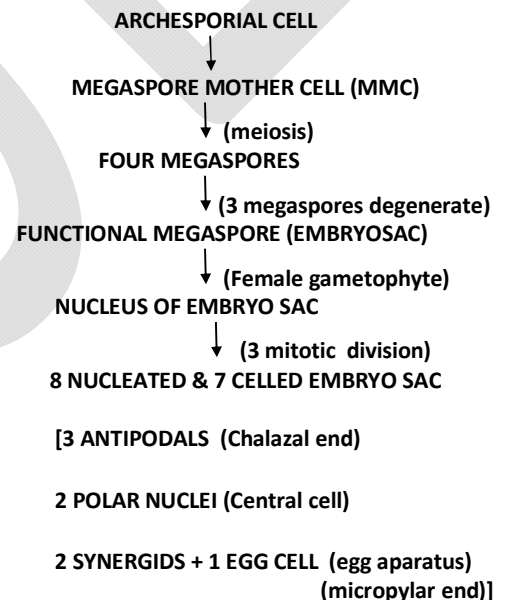 ARCHESPORIAL CELL
MEGASPORE MOTHER CELL (MMC)
(meiosis)
FOUR MEGASPORES
(3 megaspores degenerate)
FUNCTIONAL MEGASPORE (EMBRYOSAC)
(Female gametophyte)
NUCLEUS OF EMBRYO SAC
(3 mitotic division)
8 NUCLEATED & 7 CELLED EMBRYO SAC
[3 ANTIPODALS (Chalazal end)
2 POLAR NUCLEI (Central cell)
2 SYNERGIDS + 1 EGG CELL (egg aparatus)
(micropylar end)]